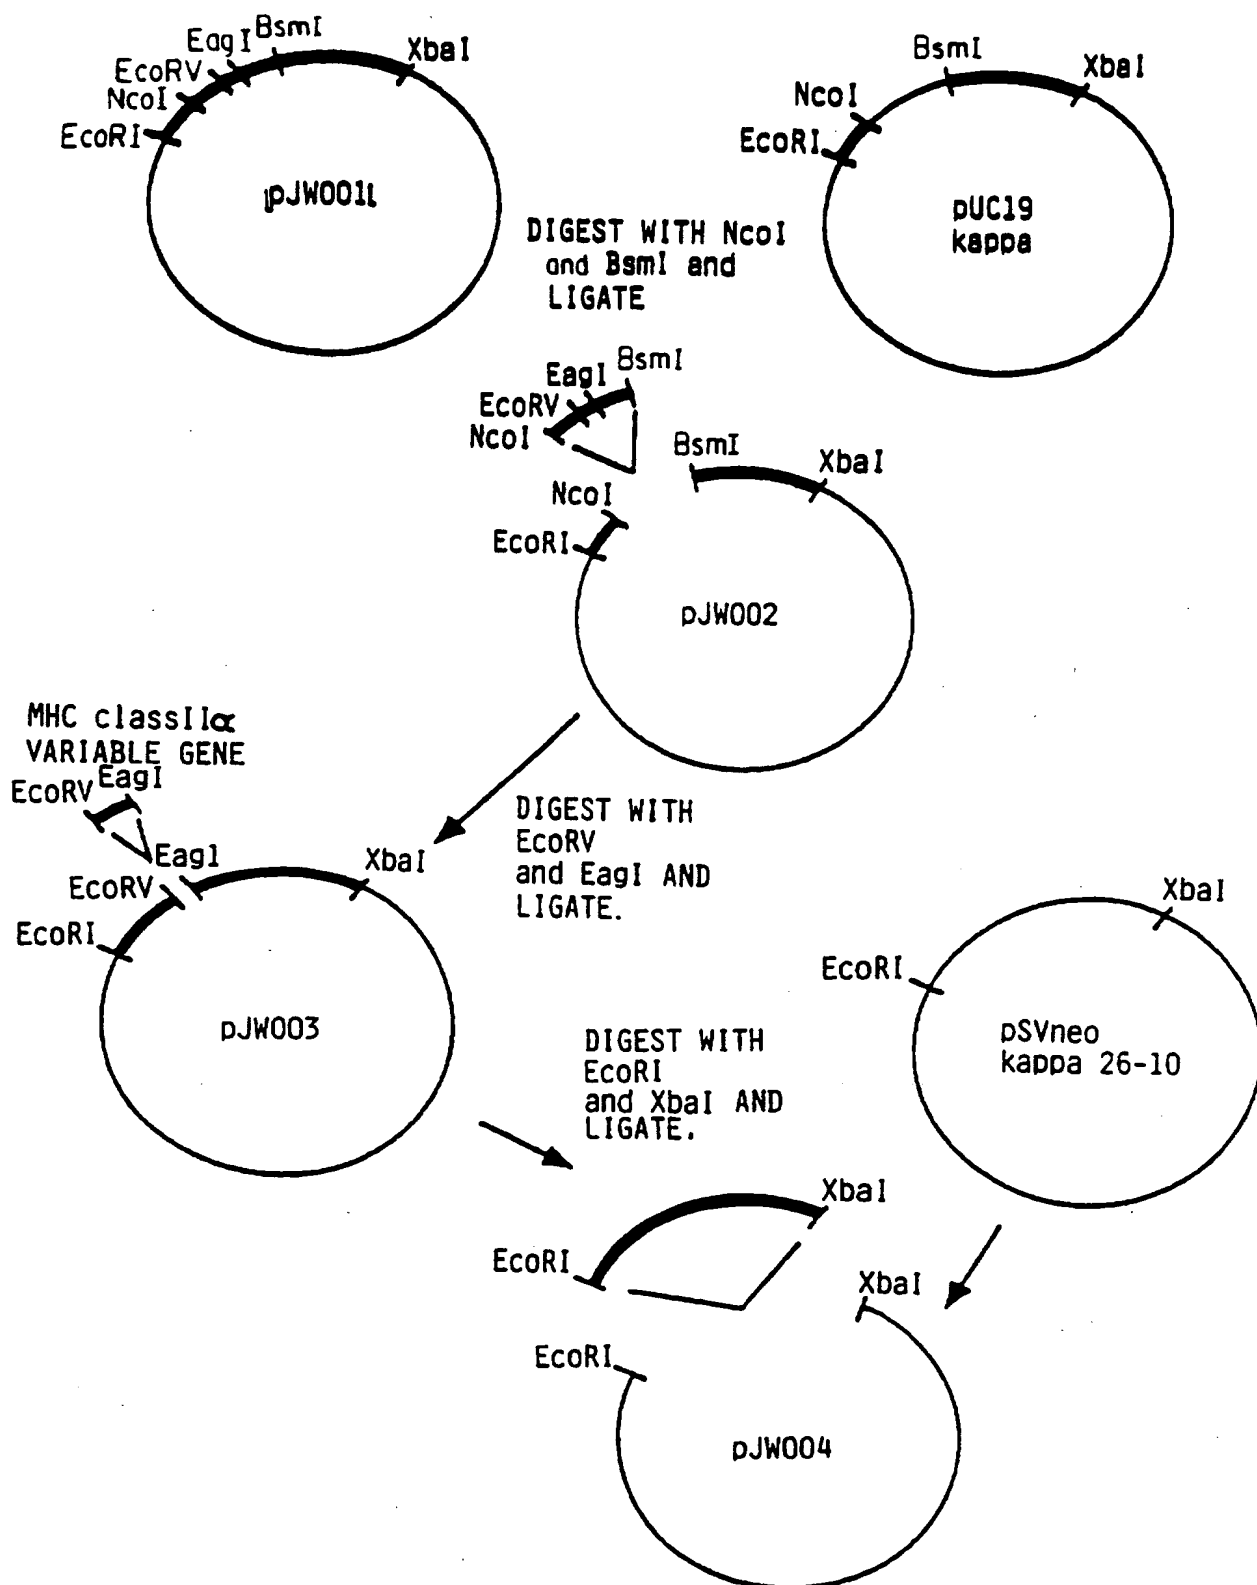 EagI
BsmI
XbaI
EcoRV
NcoI
EcoRI
pJW001
BsmI
XbaI
NcoI
EcoRI
pUC19
kappa
DIGEST WITH NcoI
and BsmI and
LIGATE
BsmI
EagI
EcoRV
NcoI
BsmI
XbaI
NcoI
EcoRI
pJW002
MHC classIIα
VARIABLE GENE
EcoRV
EagI
DIGEST WITH
EcoRV
and EagI AND
LIGATE.
EagI
XbaI
EcoRV
EcoRI
pJW003
XbaI
EcoRI
pSVneo
kappa 26-10
DIGEST WITH
EcoRI
and XbaI AND
LIGATE.
XbaI
EcoRI
XbaI
EcoRI
pJW004